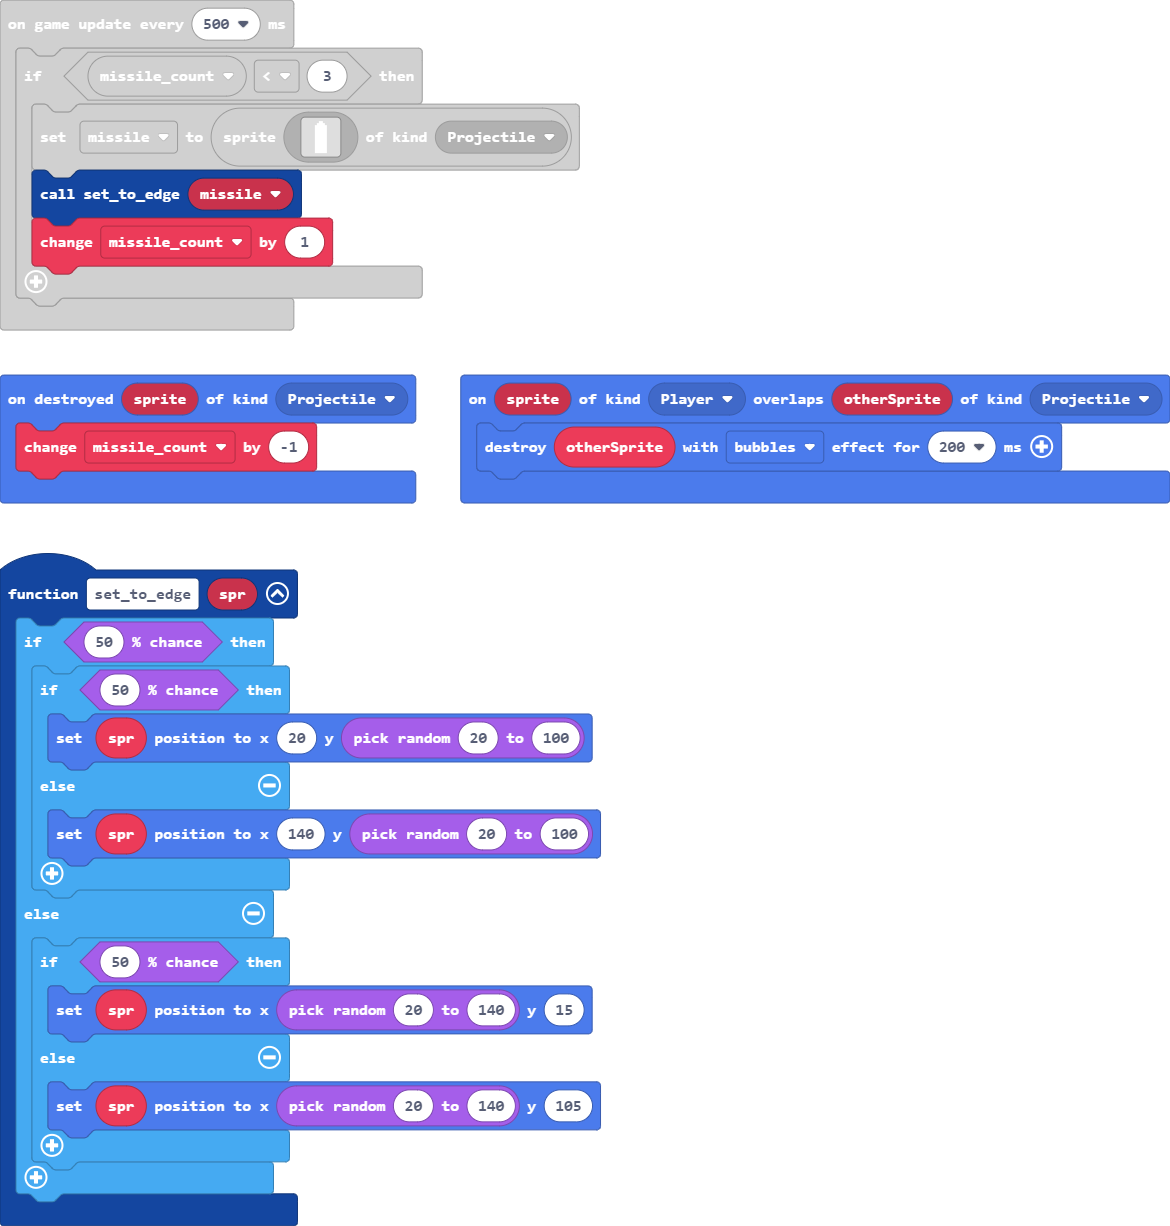 on game update every 500 ms
if missile_count < 3 then
set missile to sprite of kind Projectile
call set_to_edge missile
change missile_count by 1
on destroyed sprite of kind Projectile
change missile_count by -1
on sprite of kind Player overlaps otherSprite of kind Projectile
destroy otherSprite with bubbles effect for 200 ms
function set_to_edge spr
if 50 % chance then
if 50 % chance then
set spr position to x 20 y pick random 20 to 100
else
set spr position to x 140 y pick random 20 to 100
else
if 50 % chance then
set spr position to x pick random 20 to 140 y 15
else
set spr position to x pick random 20 to 140 y 105